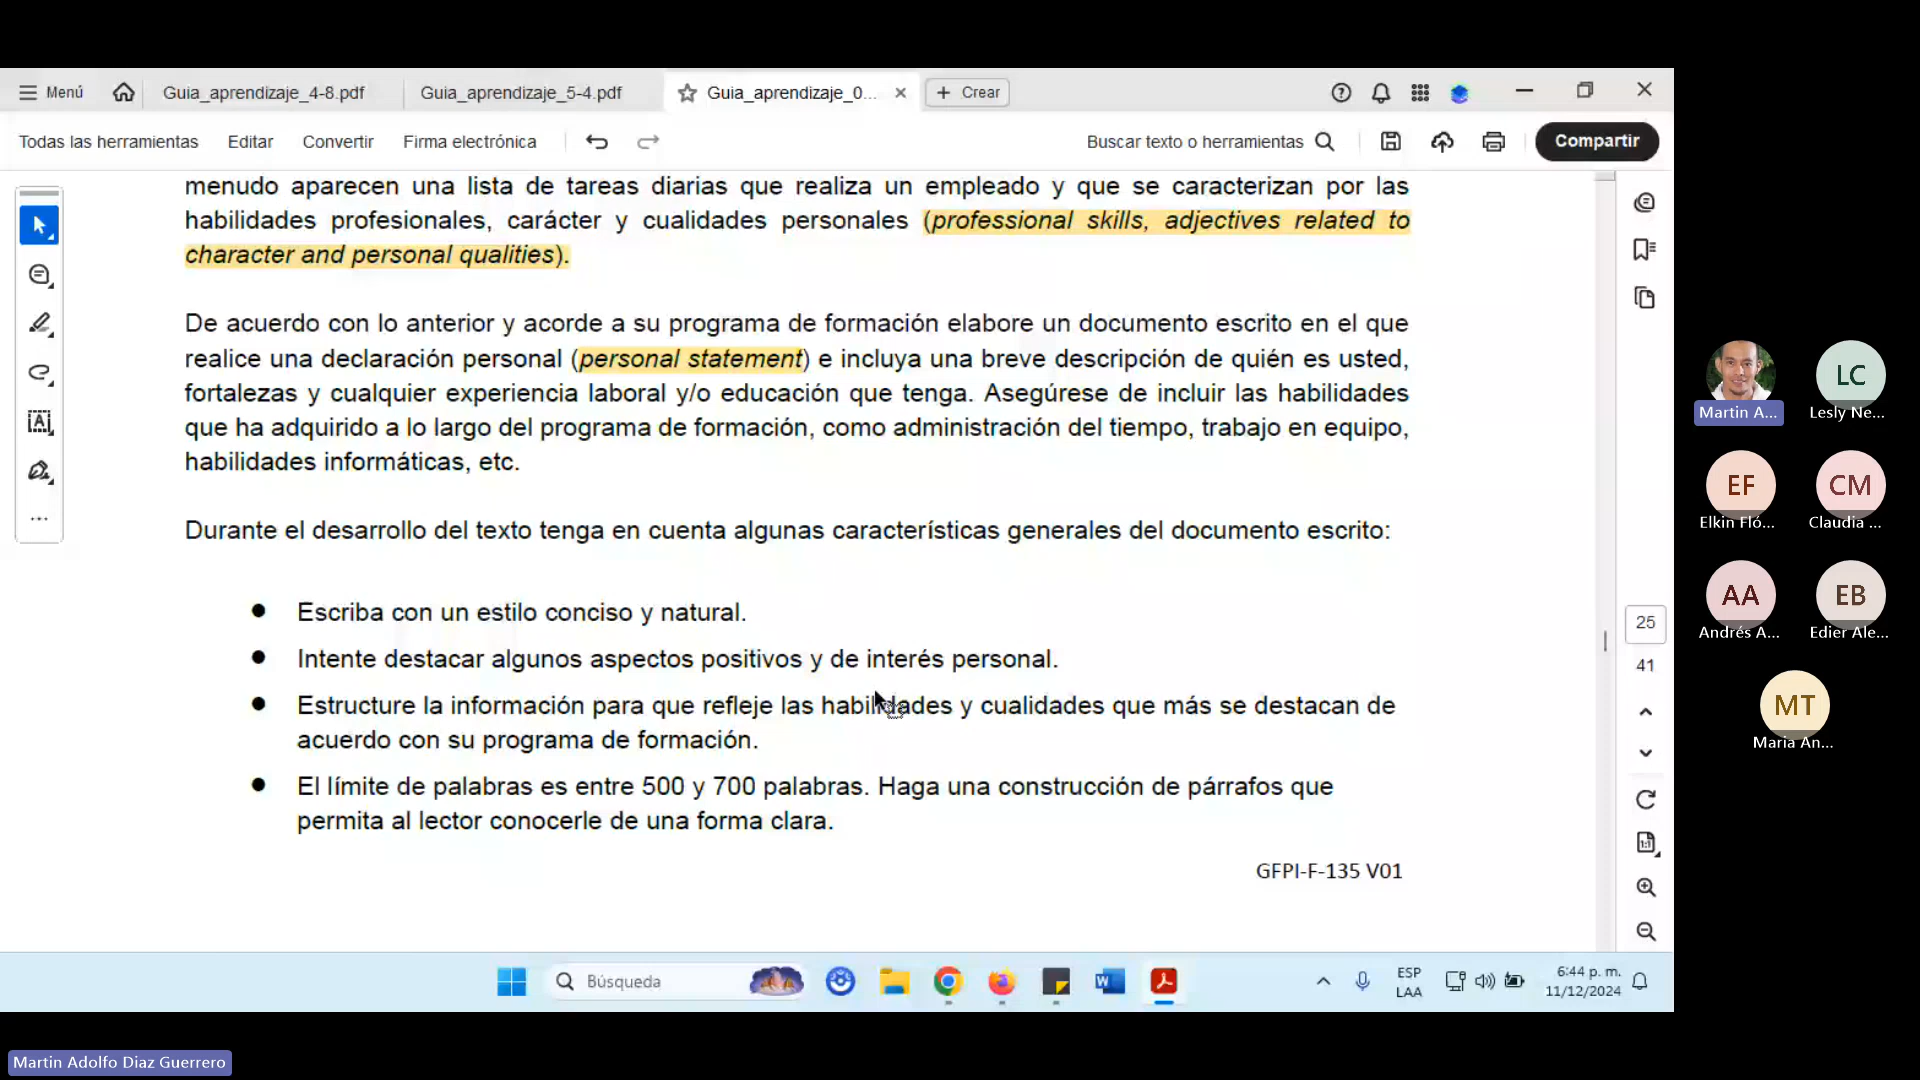 Menú
Guia_aprendizaje_4-8.pdf
Guia_aprendizaje_5-4.pdf
Guia_aprendizaje_0...
Crear
Todas las herramientas
Editar
Convertir
Firma electrónica
Buscar texto o herramientas
Compartir
menudo aparecen una lista de tareas diarias que realiza un empleado y que se caracterizan por las
habilidades profesionales, carácter y cualidades personales (professional skills, adjectives related to
character and personal qualities).
De acuerdo con lo anterior y acorde a su programa de formación elabore un documento escrito en el que
realice una declaración personal (personal statement) e incluya una breve descripción de quién es usted,
fortalezas y cualquier experiencia laboral y/o educación que tenga. Asegúrese de incluir las habilidades
que ha adquirido a lo largo del programa de formación, como administración del tiempo, trabajo en equipo,
habilidades informáticas, etc.
Durante el desarrollo del texto tenga en cuenta algunas características generales del documento escrito:
● Escriba con un estilo conciso y natural.
● Intente destacar algunos aspectos positivos y de interés personal.
● Estructure la información para que refleje las habilidades y cualidades que más se destacan de
acuerdo con su programa de formación.
● El límite de palabras es entre 500 y 700 palabras. Haga una construcción de párrafos que
permita al lector conocerle de una forma clara.
GFPI-F-135 V01
25
41
1:1
Martin A...
LC
Lesly Ne...
EF
Elkin Fló...
CM
Claudia ...
AA
Andrés A...
EB
Edier Ale...
MT
Maria An...
Búsqueda
ESP
LAA
6:44 p. m.
11/12/2024
Martin Adolfo Diaz Guerrero